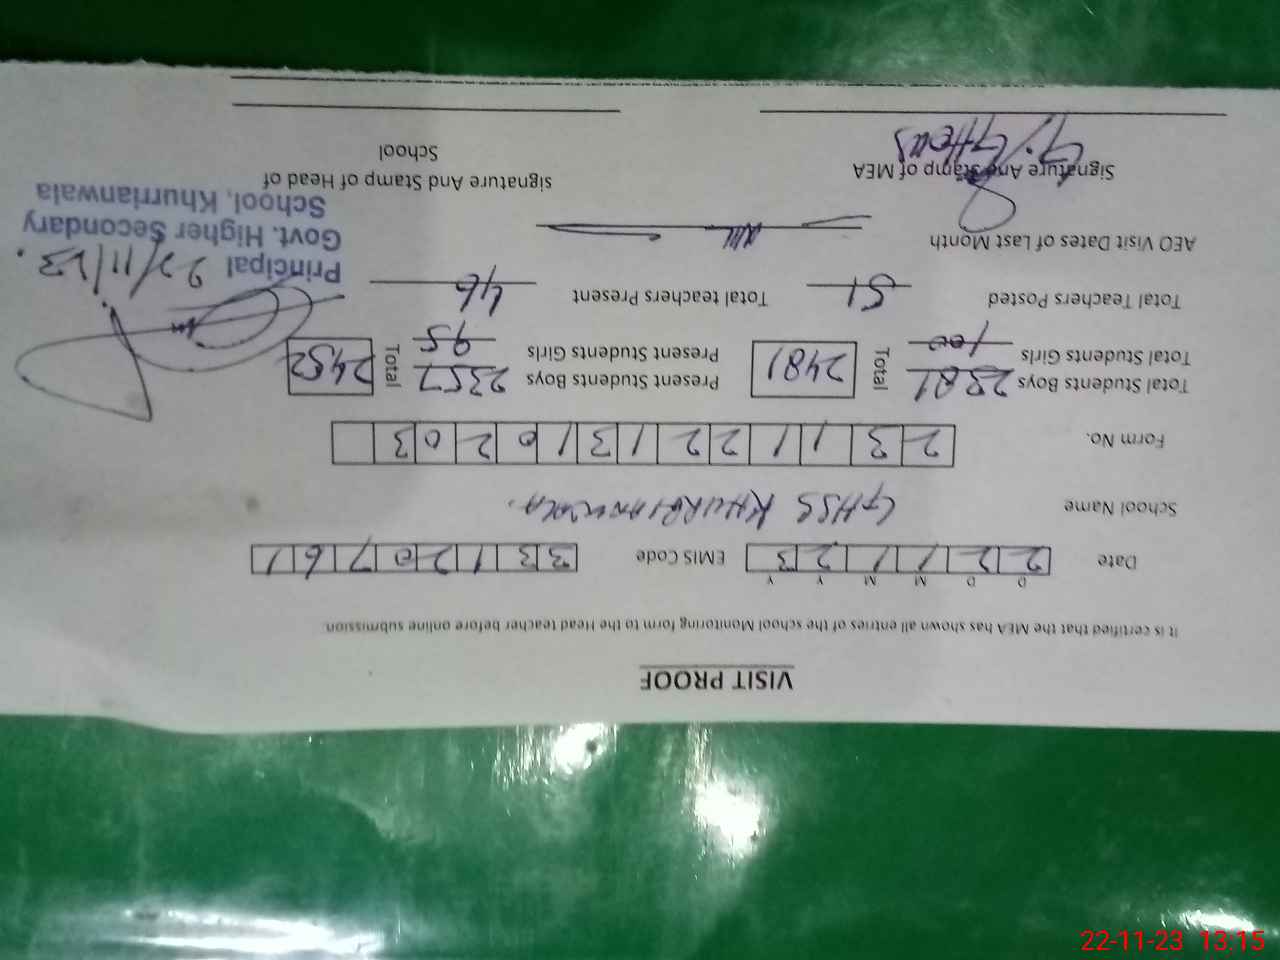 VISIT PROOF
It is certified that the MEA has shown all entries of the school Monitoring form to the Head teacher before online submission.
D D M M Y Y
Date 2 2 1 1 2 3 EMIS Code 3 3 1 2 0 7 6 1
School Name GHSS KHURRIANWALA.
Form No. 2 3 1 1 2 2 1 3 1 0 2 0 3
Total Students Boys 2381 Total 2481 Present Students Boys 2357 Total 2452
Total Students Girls 100 Present Students Girls 95
Total Teachers Posted 51 Total teachers Present 46
Principal 22/11/23.
AEO Visit Dates of Last Month Nill
Govt. Higher Secondary
School, Khurrianwala
Signature And Stamp of MEA signature And Stamp of Head of
School
22-11-23 13:15